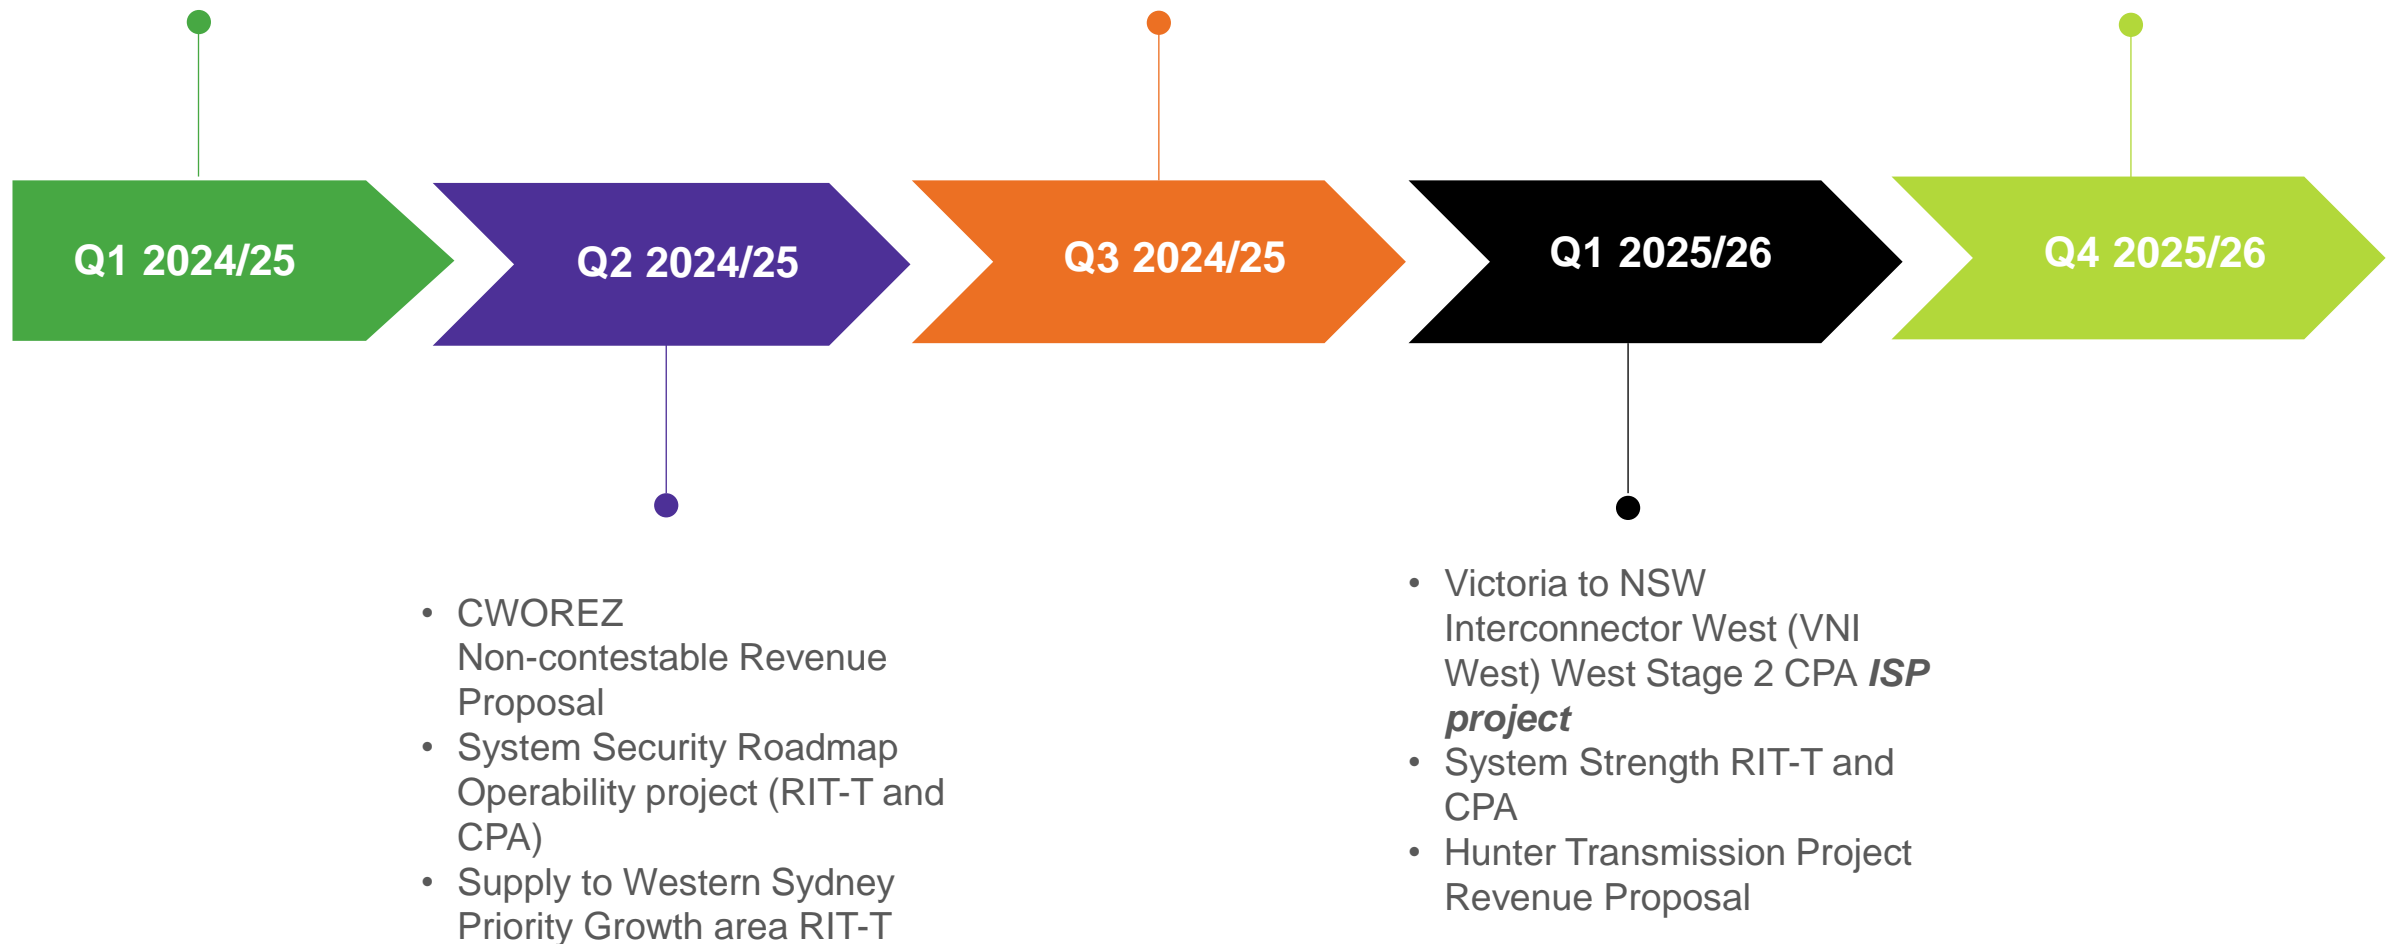 Q1 2024/25
Q2 2024/25
Q3 2024/25
Q1 2025/26
Q4 2025/26
• CWOREZ
Non-contestable Revenue
Proposal
• System Security Roadmap
Operability project (RIT-T and
CPA)
• Supply to Western Sydney
Priority Growth area RIT-T
• Victoria to NSW
Interconnector West (VNI
West) West Stage 2 CPA ISP
project
• System Strength RIT-T and
CPA
• Hunter Transmission Project
Revenue Proposal